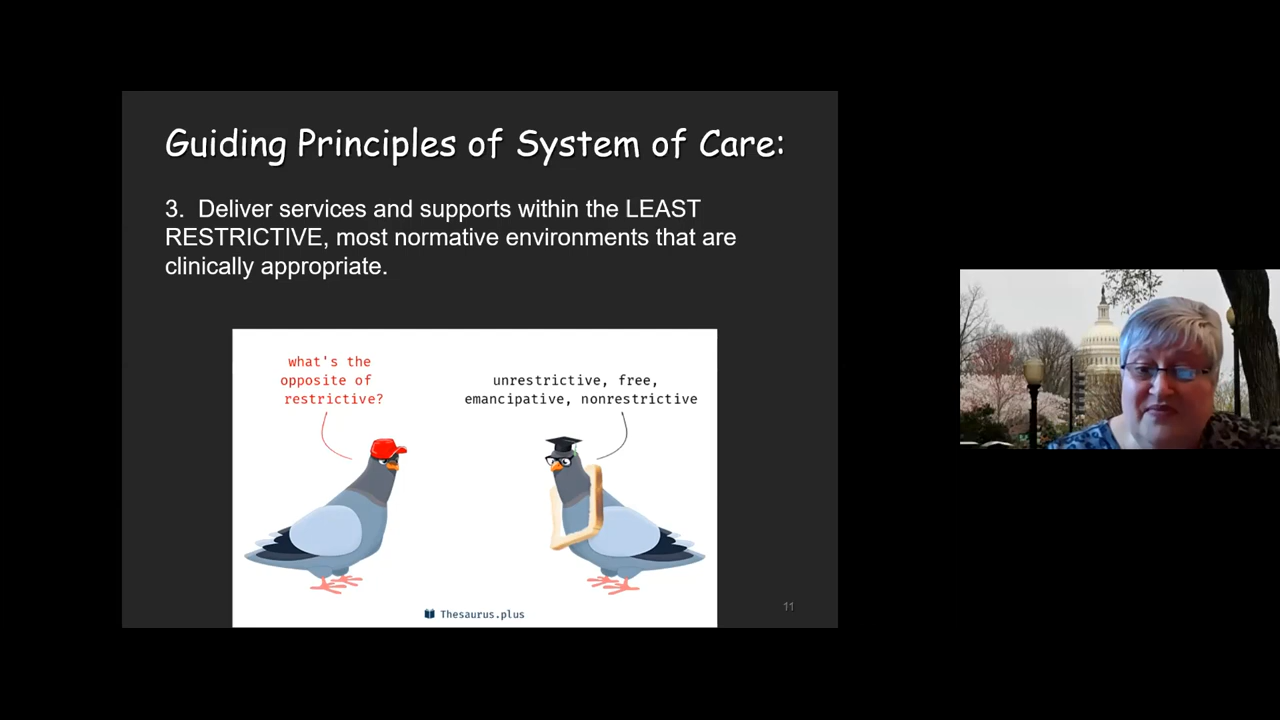 Guiding Principles of System of Care:
3. Deliver services and supports within the LEAST
RESTRICTIVE, most normative environments that are
clinically appropriate.
what's the
opposite of
restrictive?
unrestrictive, free,
emancipative, nonrestrictive
Thesaurus.plus
11